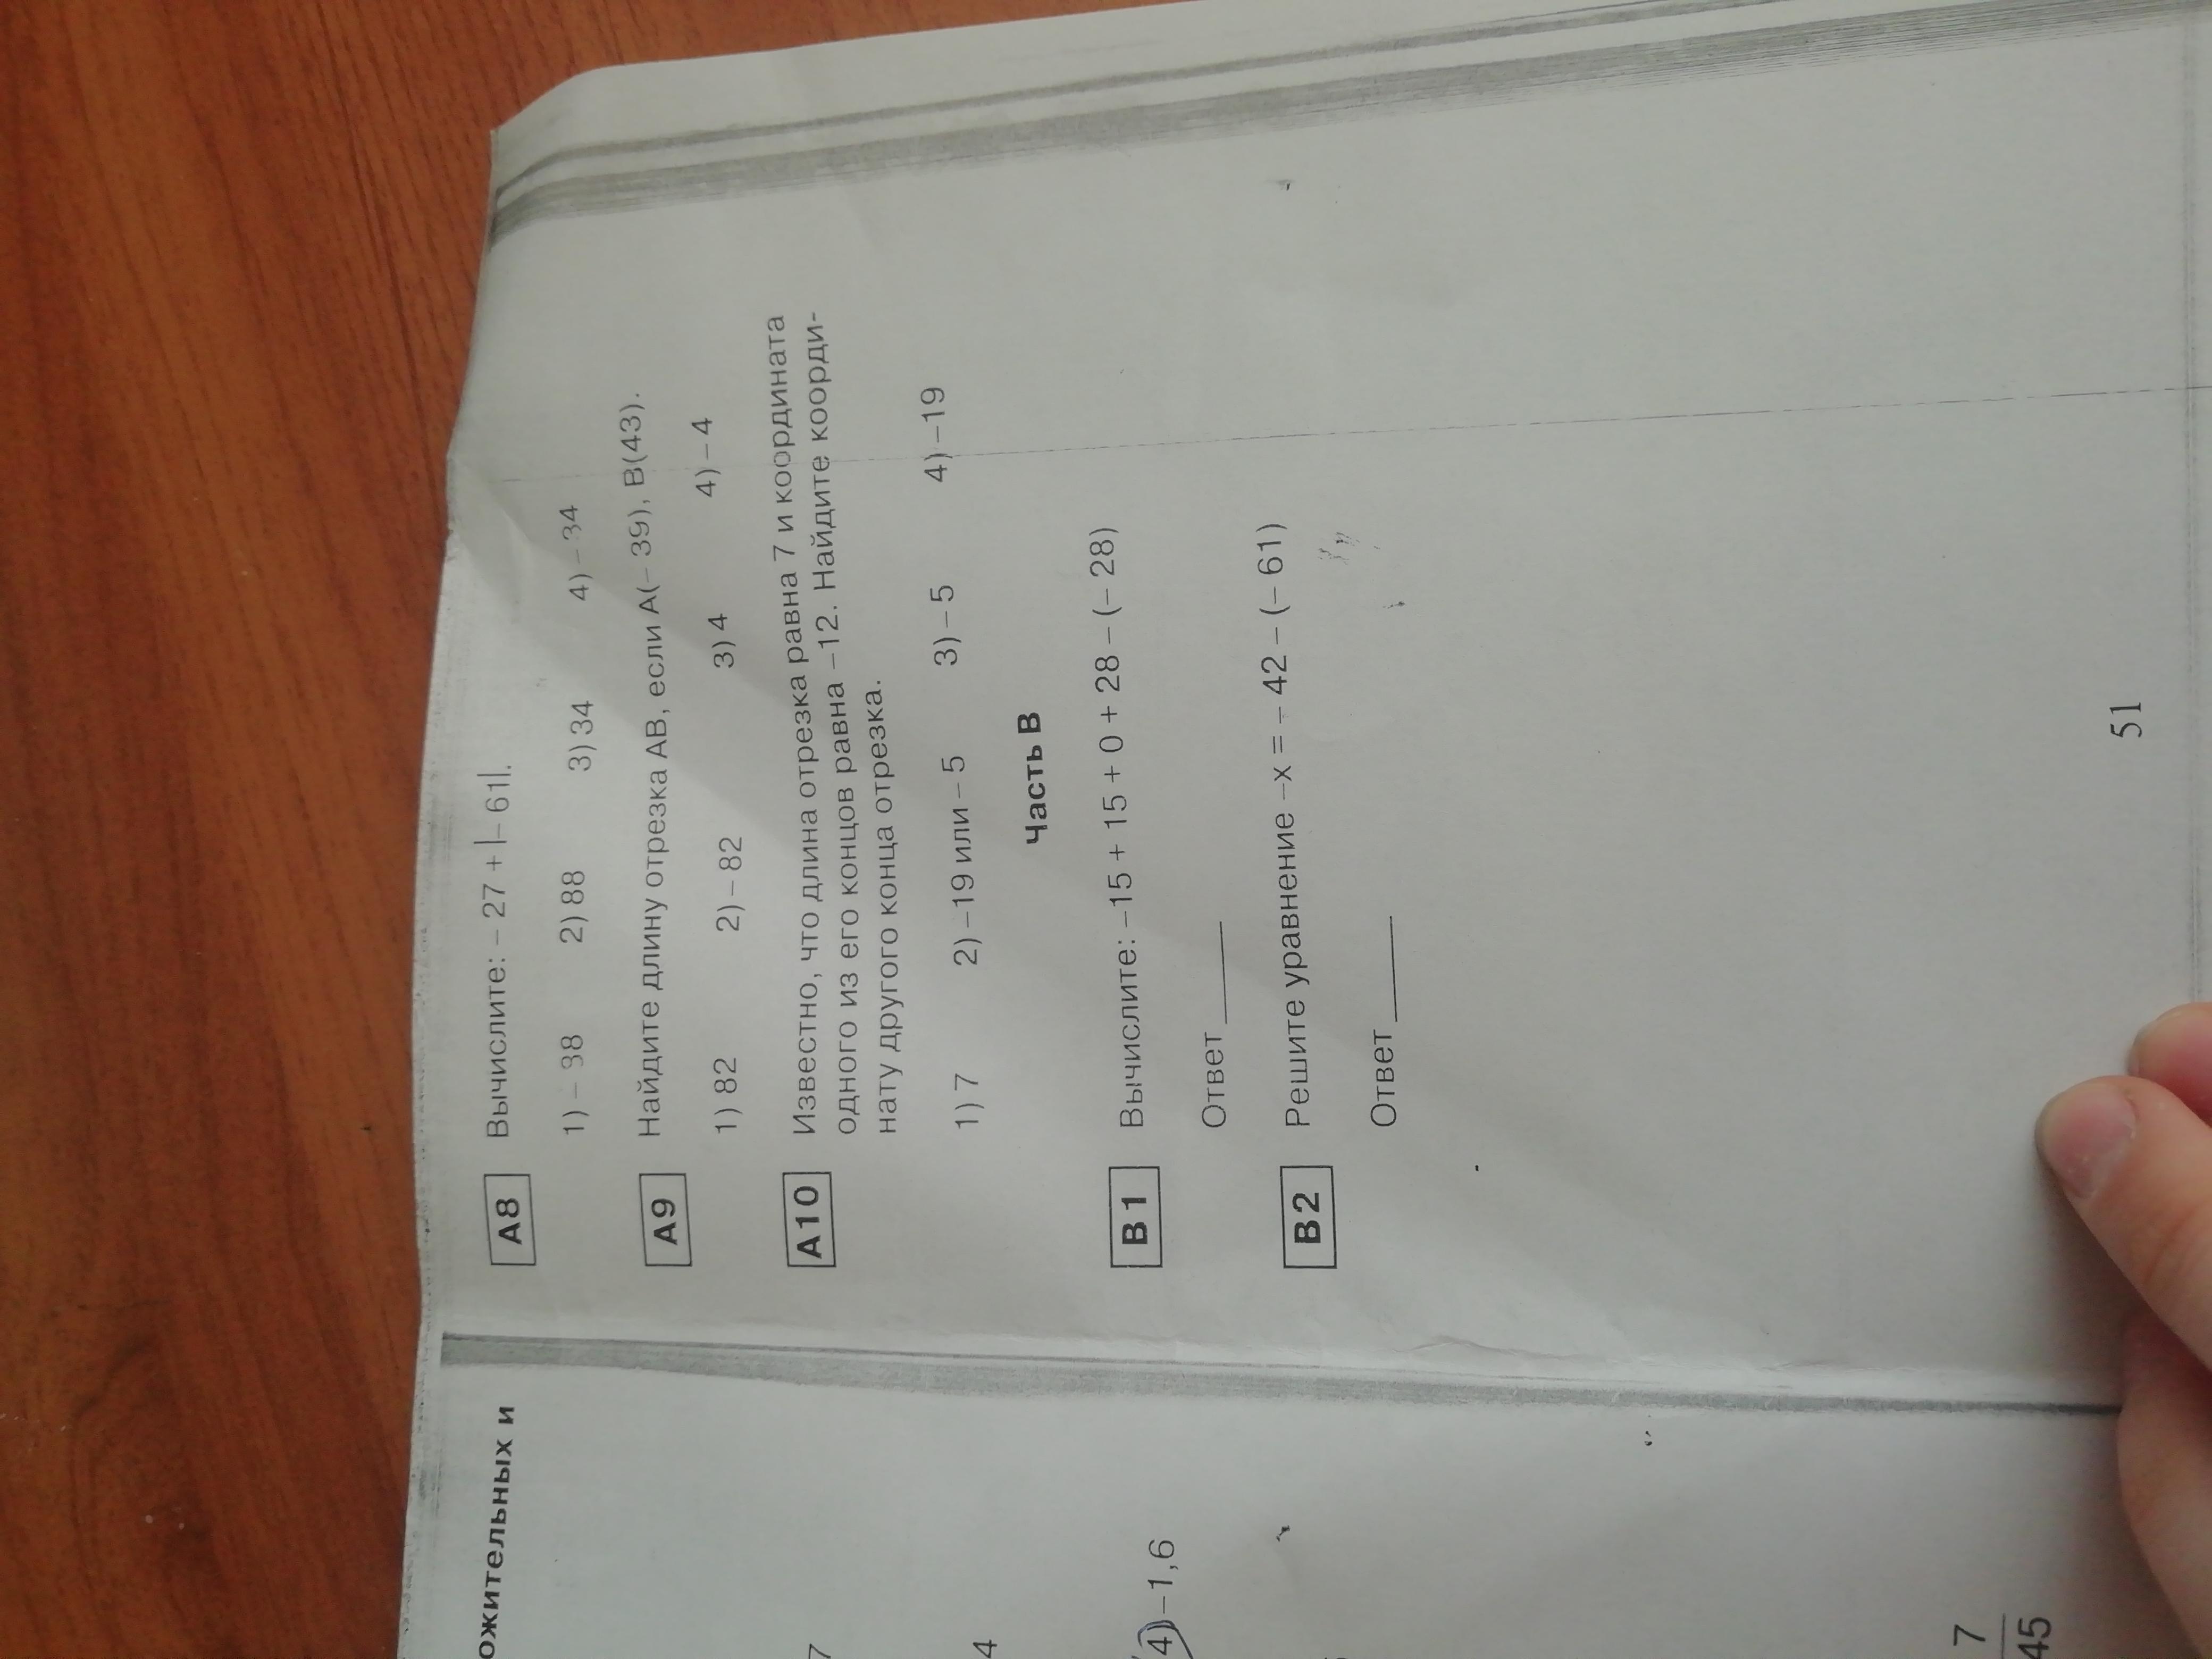 ожительных и
7
4
4) –1,6
7
45
А8 Вычислите: – 27 + |– 61|.
1) – 38 2) 88 3) 34 4) – 34
А9 Найдите длину отрезка АВ, если А(– 39), В(43).
1) 82 2) – 82 3) 4 4) – 4
А10 Известно, что длина отрезка равна 7 и координата
одного из его концов равна –12. Найдите коорди-
нату другого конца отрезка.
1) 7 2) –19 или – 5 3) – 5 4) –19
Часть В
В1 Вычислите: –15 + 15 + 0 + 28 – (– 28)
Ответ ______
В2 Решите уравнение –х = – 42 – (– 61)
Ответ ______
51